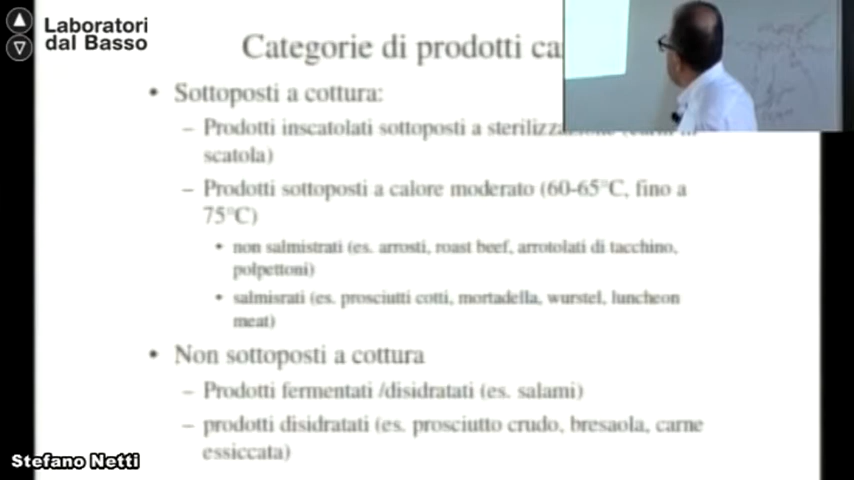 Laboratori
dal Basso
Categorie di prodotti
• Sottoposti a cottura:
– Prodotti inscatolati sottoposti a
scatola)
– Prodotti sottoposti a calore moderato (60-65°C, fino a
75°C)
• non salmistrati (es. arrosti, roast beef, arrotolati di tacchino,
polpettoni)
• salmisrati (es. prosciutti cotti, mortadella, wurstel, luncheon
meat)
• Non sottoposti a cottura
– Prodotti fermentati /disidratati (es. salami)
– prodotti disidratati (es. prosciutto crudo, bresaola, carne
essiccata)
Stefano Netti